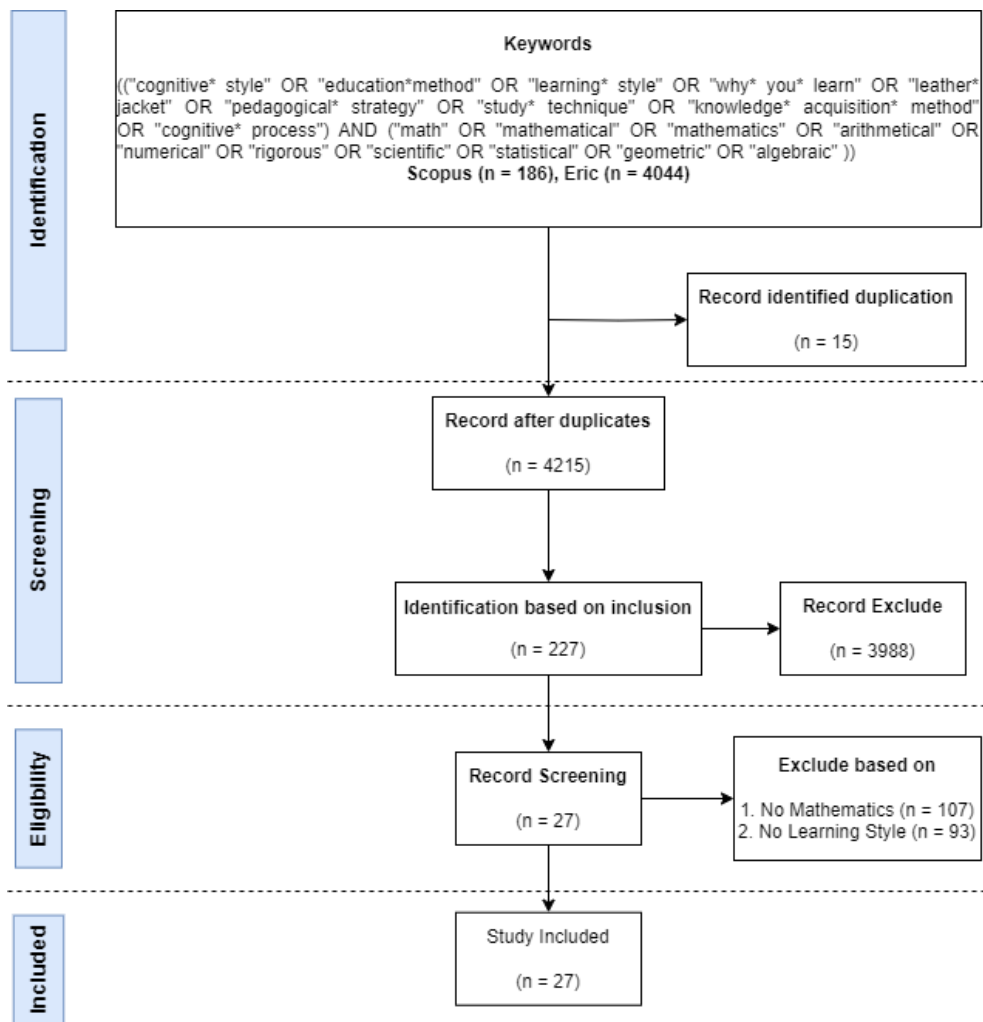 Identification
Keywords
(("cognitive* style" OR "education*method" OR "learning* style" OR "why* you* learn" OR "leather*
jacket" OR "pedagogical* strategy" OR "study* technique" OR "knowledge* acquisition* method"
OR "cognitive* process") AND ("math" OR "mathematical" OR "mathematics" OR "arithmetical" OR
"numerical" OR "rigorous" OR "scientific" OR "statistical" OR "geometric" OR "algebraic" ))
Scopus (n = 186), Eric (n = 4044)
Record identified duplication
(n = 15)
Screening
Record after duplicates
(n = 4215)
Identification based on inclusion
(n = 227)
Record Exclude
(n = 3988)
Eligibility
Record Screening
(n = 27)
Exclude based on
1. No Mathematics (n = 107)
2. No Learning Style (n = 93)
Included
Study Included
(n = 27)